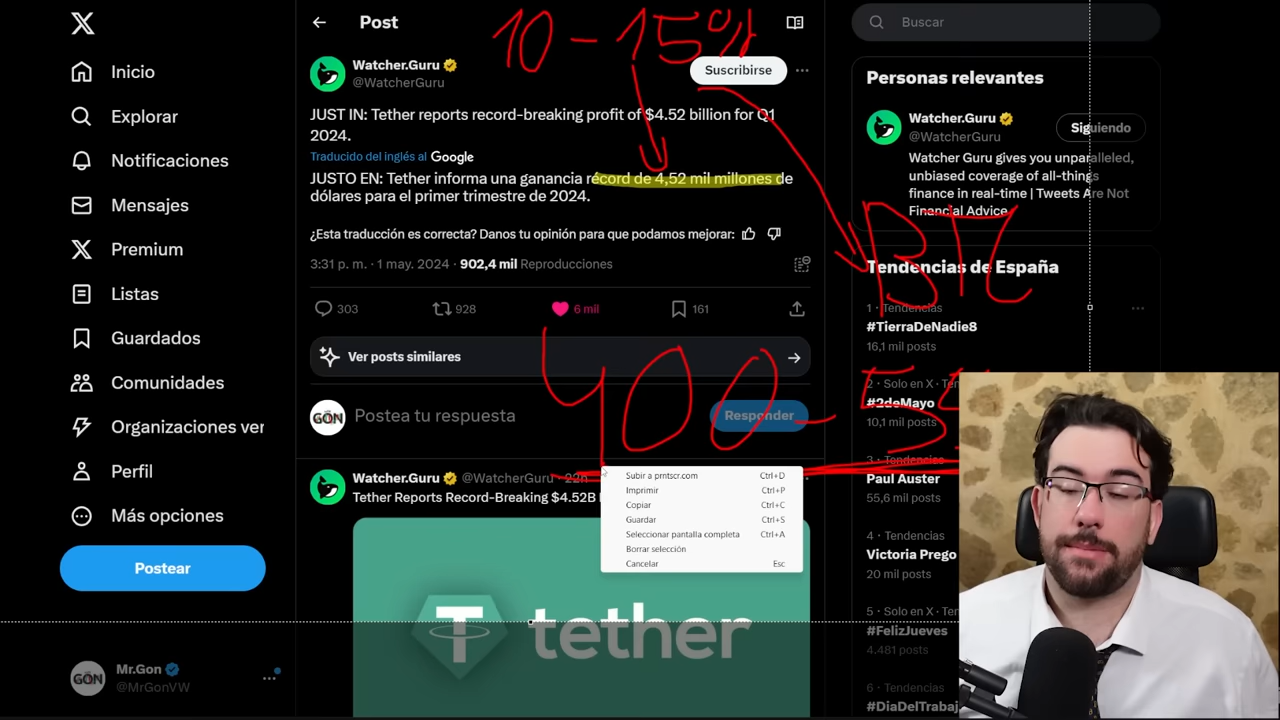 Inicio
Explorar
Notificaciones
Mensajes
Premium
Listas
Guardados
Comunidades
Organizaciones ver
Perfil
Más opciones
Postear
GÓN
Mr.Gon
@MrGonVW
Post
10-15%
Watcher.Guru
@WatcherGuru
Suscribirse
JUST IN: Tether reports record-breaking profit of $4.52 billion for Q1
2024.
Traducido del inglés al Google
JUSTO EN: Tether informa una ganancia récord de 4,52 mil millones de
dólares para el primer trimestre de 2024.
¿Esta traducción es correcta? Danos tu opinión para que podamos mejorar:
3:31 p. m. · 1 may. 2024 · 902,4 mil Reproducciones
303
928
6 mil
161
Ver posts similares
400-
GÓN
Postea tu respuesta
Responder
Watcher.Guru @WatcherGuru · 22h
Tether Reports Record-Breaking $4.52B
Subir a prntscr.com Ctrl+D
Imprimir Ctrl+P
Copiar Ctrl+C
Guardar Ctrl+S
Seleccionar pantalla completa Ctrl+A
Borrar selección
Cancelar Esc
T tether
Buscar
Personas relevantes
Watcher.Guru
@WatcherGuru
Siguiendo
Watcher Guru gives you unparalleled,
unbiased coverage of all-things
finance in real-time | Tweets Are Not
Financial Advice
BTC
Tendencias de España
1 · Tendencias
#TierraDeNadie8
16,1 mil posts
2 · Solo en X ·
#2deMayo
10,1 mil posts
3 · Tendencias
Paul Auster
55,6 mil posts
4 · Tendencias
Victoria Prego
20 mil posts
5 · Solo en X ·
#FelizJueves
4.481 posts
6 · Tendencias
#DiaDelTrabaj